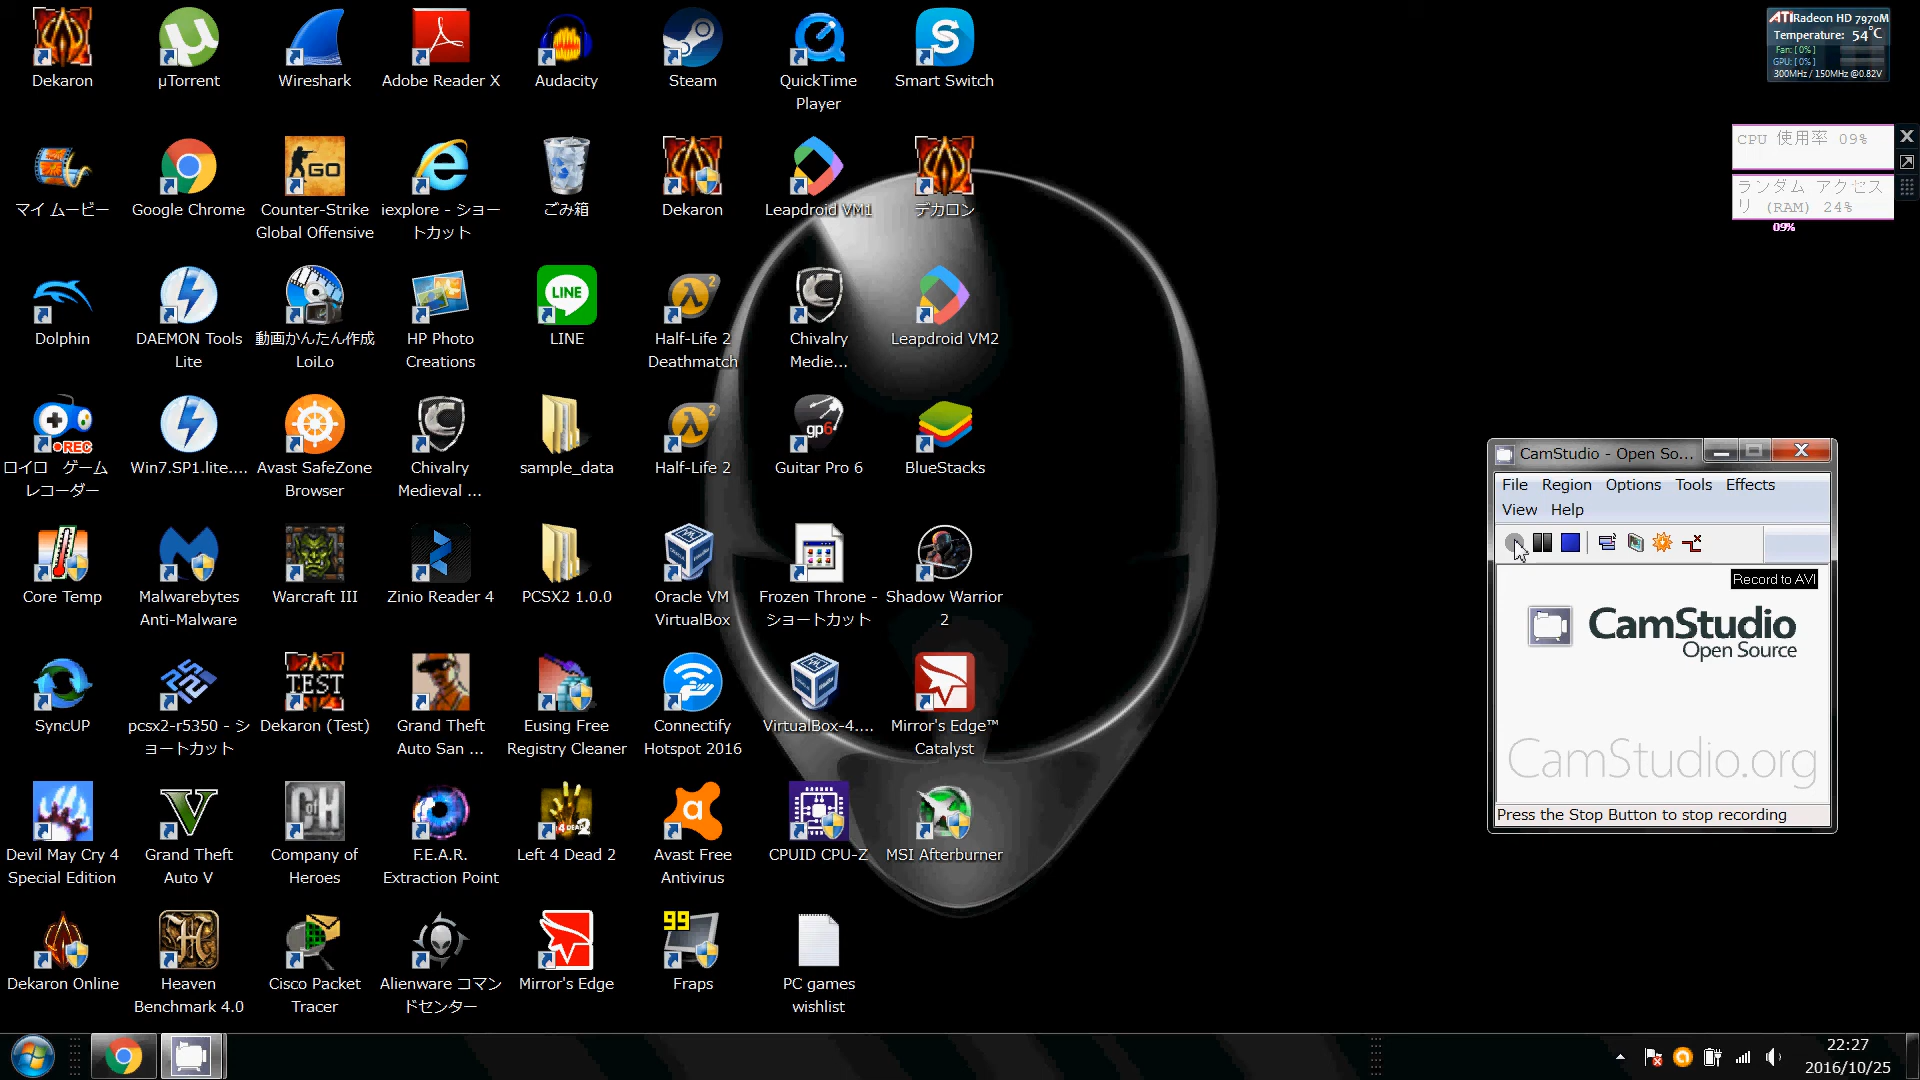 Dekaron
µTorrent
Wireshark
Adobe Reader X
Audacity
Steam
QuickTime
Player
Smart Switch
マイ ムービー
Google Chrome
GO
Counter-Strike
Global Offensive
iexplore - ショー
トカット
ごみ箱
Dekaron
Leapdroid VM1
デカロン
Dolphin
DAEMON Tools
Lite
動画かんたん作成
LoiLo
HP Photo
Creations
LINE
LINE
Half-Life 2
Deathmatch
Chivalry
Medie...
Leapdroid VM2
REC
ロイロ ゲーム
レコーダー
Win7.SP1.lite....
Avast SafeZone
Browser
Chivalry
Medieval ...
sample_data
Half-Life 2
gp6
Guitar Pro 6
BlueStacks
Core Temp
Malwarebytes
Anti-Malware
Warcraft III
Zinio Reader 4
PCSX2 1.0.0
Oracle VM
VirtualBox
Frozen Throne -
ショートカット
Shadow Warrior
2
SyncUP
pcsx2-r5350 - シ
ョートカット
TEST
Dekaron (Test)
Grand Theft
Auto San ...
Eusing Free
Registry Cleaner
Connectify
Hotspot 2016
VirtualBox-4....
Mirror's Edge™
Catalyst
Devil May Cry 4
Special Edition
Grand Theft
Auto V
Company of
Heroes
F.E.A.R.
Extraction Point
Left 4 Dead 2
Avast Free
Antivirus
CPUID CPU-Z
MSI Afterburner
Dekaron Online
Heaven
Benchmark 4.0
Cisco Packet
Tracer
Alienware コマン
ドセンター
Mirror's Edge
99
Fraps
PC games
wishlist
ATI Radeon HD 7970M
Temperature: 54°C
Fan: [ 0% ]
GPU: [ 0% ]
300MHz / 150MHz @0.82V
CPU 使用率 09%
ランダム アクセス
リ (RAM) 24%
09%
CamStudio - Open So...
File Region Options Tools Effects
View Help
Record to AVI
CamStudio
Open Source
CamStudio.org
Press the Stop Button to stop recording
22:27
2016/10/25